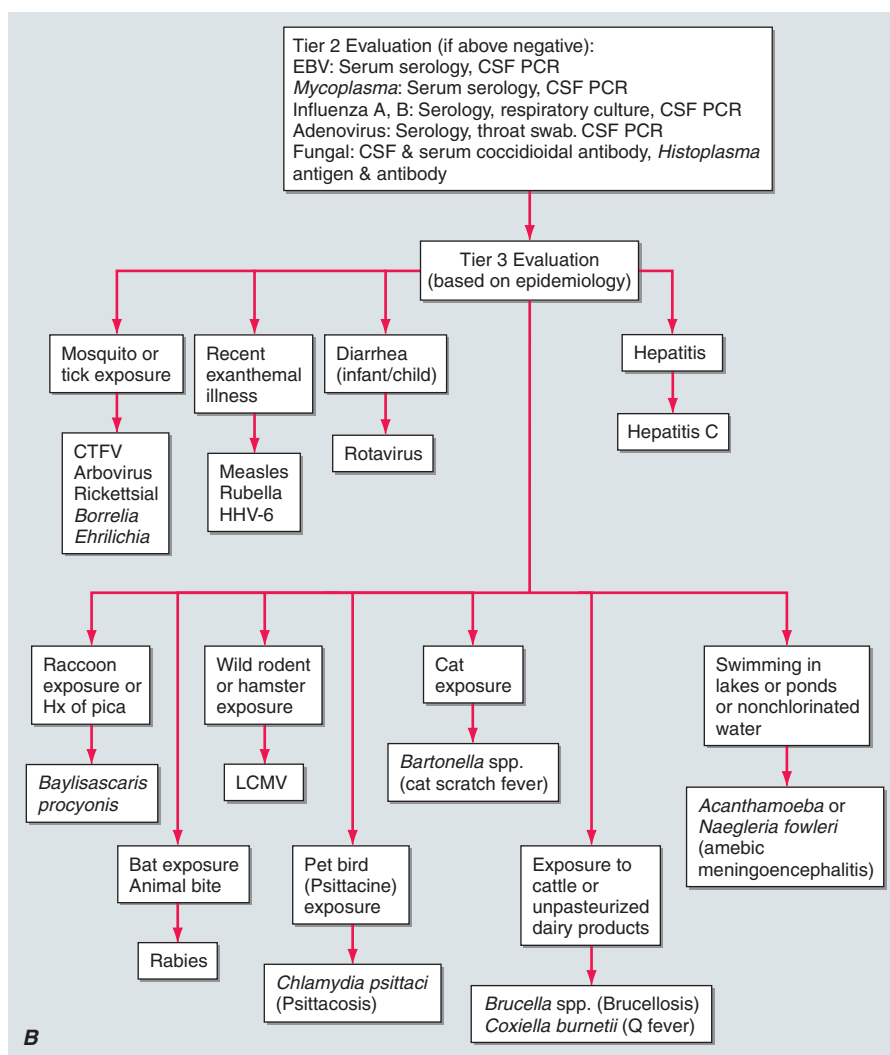 Tier 2 Evaluation (if above negative):
EBV: Serum serology, CSF PCR
Mycoplasma: Serum serology, CSF PCR
Influenza A, B: Serology, respiratory culture, CSF PCR
Adenovirus: Serology, throat swab. CSF PCR
Fungal: CSF & serum coccidioidal antibody, Histoplasma
antigen & antibody
Tier 3 Evaluation
(based on epidemiology)
Mosquito or
tick exposure
Recent
exanthemal
illness
Diarrhea
(infant/child)
Hepatitis
CTFV
Arbovirus
Rickettsial
Borrelia
Ehrilichia
Measles
Rubella
HHV-6
Rotavirus
Hepatitis C
Raccoon
exposure or
Hx of pica
Wild rodent
or hamster
exposure
Cat
exposure
Swimming in
lakes or ponds
or nonchlorinated
water
Baylisascaris
procyonis
LCMV
Bartonella spp.
(cat scratch fever)
Acanthamoeba or
Naegleria fowleri
(amebic
meningoencephalitis)
Bat exposure
Animal bite
Pet bird
(Psittacine)
exposure
Exposure to
cattle or
unpasteurized
dairy products
Rabies
Chlamydia psittaci
(Psittacosis)
Brucella spp. (Brucellosis)
Coxiella burnetii (Q fever)
B